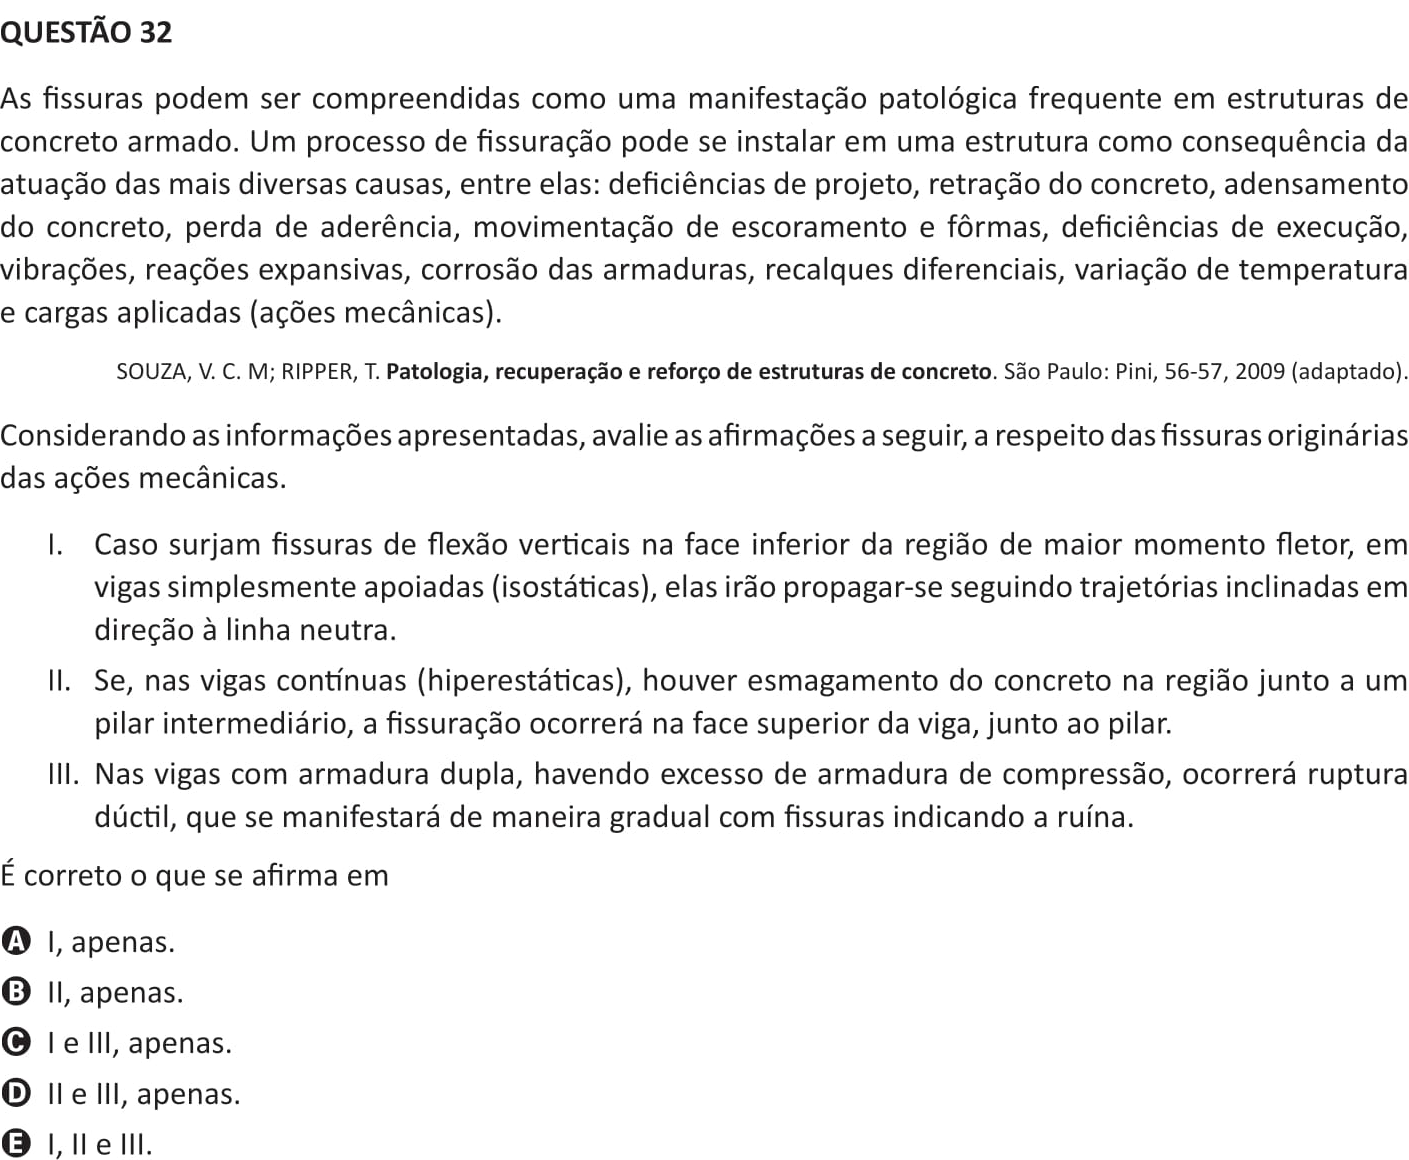 QUESTÃO 32
As fissuras podem ser compreendidas como uma manifestação patológica frequente em estruturas de
concreto armado. Um processo de fissuração pode se instalar em uma estrutura como consequência da
atuação das mais diversas causas, entre elas: deficiências de projeto, retração do concreto, adensamento
do concreto, perda de aderência, movimentação de escoramento e fôrmas, deficiências de execução,
vibrações, reações expansivas, corrosão das armaduras, recalques diferenciais, variação de temperatura
e cargas aplicadas (ações mecânicas).
SOUZA, V. C. M; RIPPER, T. Patologia, recuperação e reforço de estruturas de concreto. São Paulo: Pini, 56-57, 2009 (adaptado).
Considerando as informações apresentadas, avalie as afirmações a seguir, a respeito das fissuras originárias
das ações mecânicas.
I. Caso surjam fissuras de flexão verticais na face inferior da região de maior momento fletor, em
vigas simplesmente apoiadas (isostáticas), elas irão propagar-se seguindo trajetórias inclinadas em
direção à linha neutra.
II. Se, nas vigas contínuas (hiperestáticas), houver esmagamento do concreto na região junto a um
pilar intermediário, a fissuração ocorrerá na face superior da viga, junto ao pilar.
III. Nas vigas com armadura dupla, havendo excesso de armadura de compressão, ocorrerá ruptura
dúctil, que se manifestará de maneira gradual com fissuras indicando a ruína.
É correto o que se afirma em
A I, apenas.
B II, apenas.
C I e III, apenas.
D II e III, apenas.
E I, II e III.